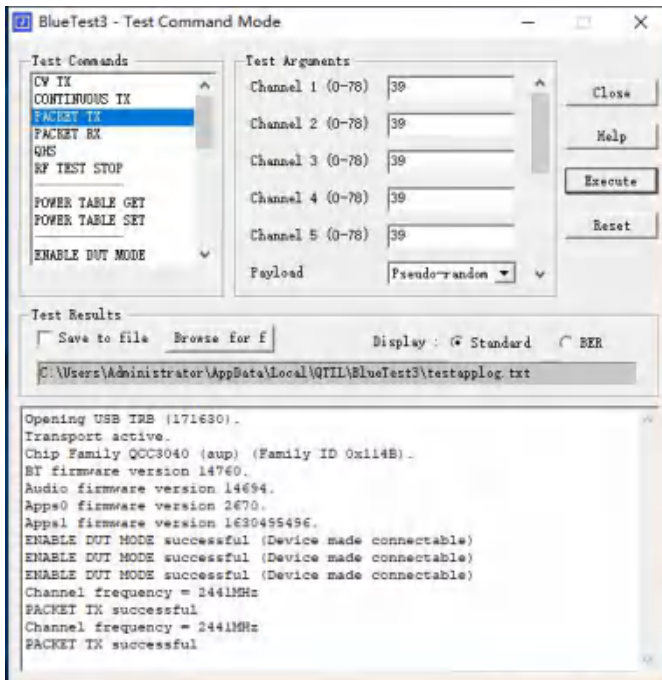 BlueTest3 - Test Command Mode
Test Commands
CW TX
CONTINUOUS TX
PACKET TX
PACKET RX
QHS
RF TEST STOP
POWER TABLE GET
POWER TABLE SET
ENABLE DUT MODE
Test Arguments
Channel 1 (0-78) 39
Channel 2 (0-78) 39
Channel 3 (0-78) 39
Channel 4 (0-78) 39
Channel 5 (0-78) 39
Payload Pseudo-random
Close
Help
Execute
Reset
Test Results
Save to file Browse for f Display : Standard BER
C:\Users\Administrator\AppData\Local\QTIL\BlueTest3\testapplog.txt
Opening USB TRB (171630).
Transport active.
Chip Family QCC3040 (aup) (Family ID 0x114B).
BT firmware version 14760.
Audio firmware version 14694.
Apps0 firmware version 2670.
Apps1 firmware version 1630495496.
ENABLE DUT MODE successful (Device made connectable)
ENABLE DUT MODE successful (Device made connectable)
ENABLE DUT MODE successful (Device made connectable)
Channel frequency = 2441MHz
PACKET TX successful
Channel frequency = 2441MHz
PACKET TX successful